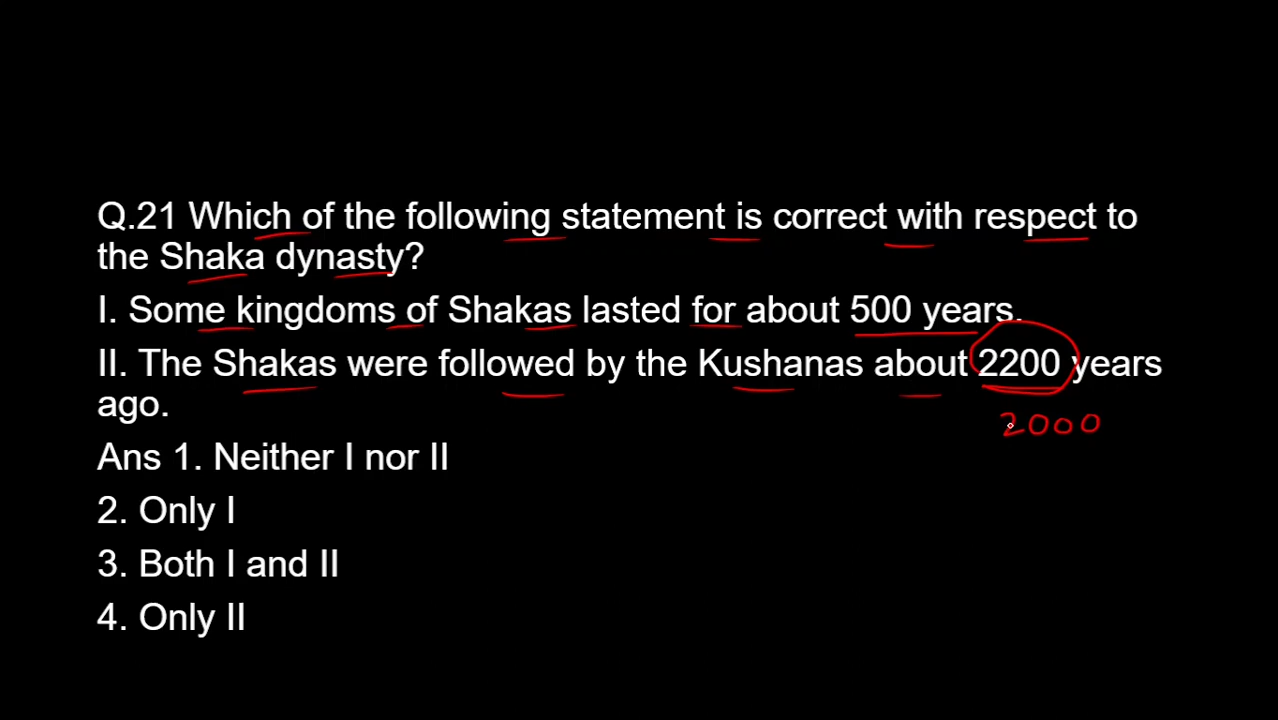 Q.21 Which of the following statement is correct with respect to
the Shaka dynasty?
I. Some kingdoms of Shakas lasted for about 500 years.
II. The Shakas were followed by the Kushanas about 2200 years
ago.
2000
Ans 1. Neither I nor II
2. Only I
3. Both I and II
4. Only II